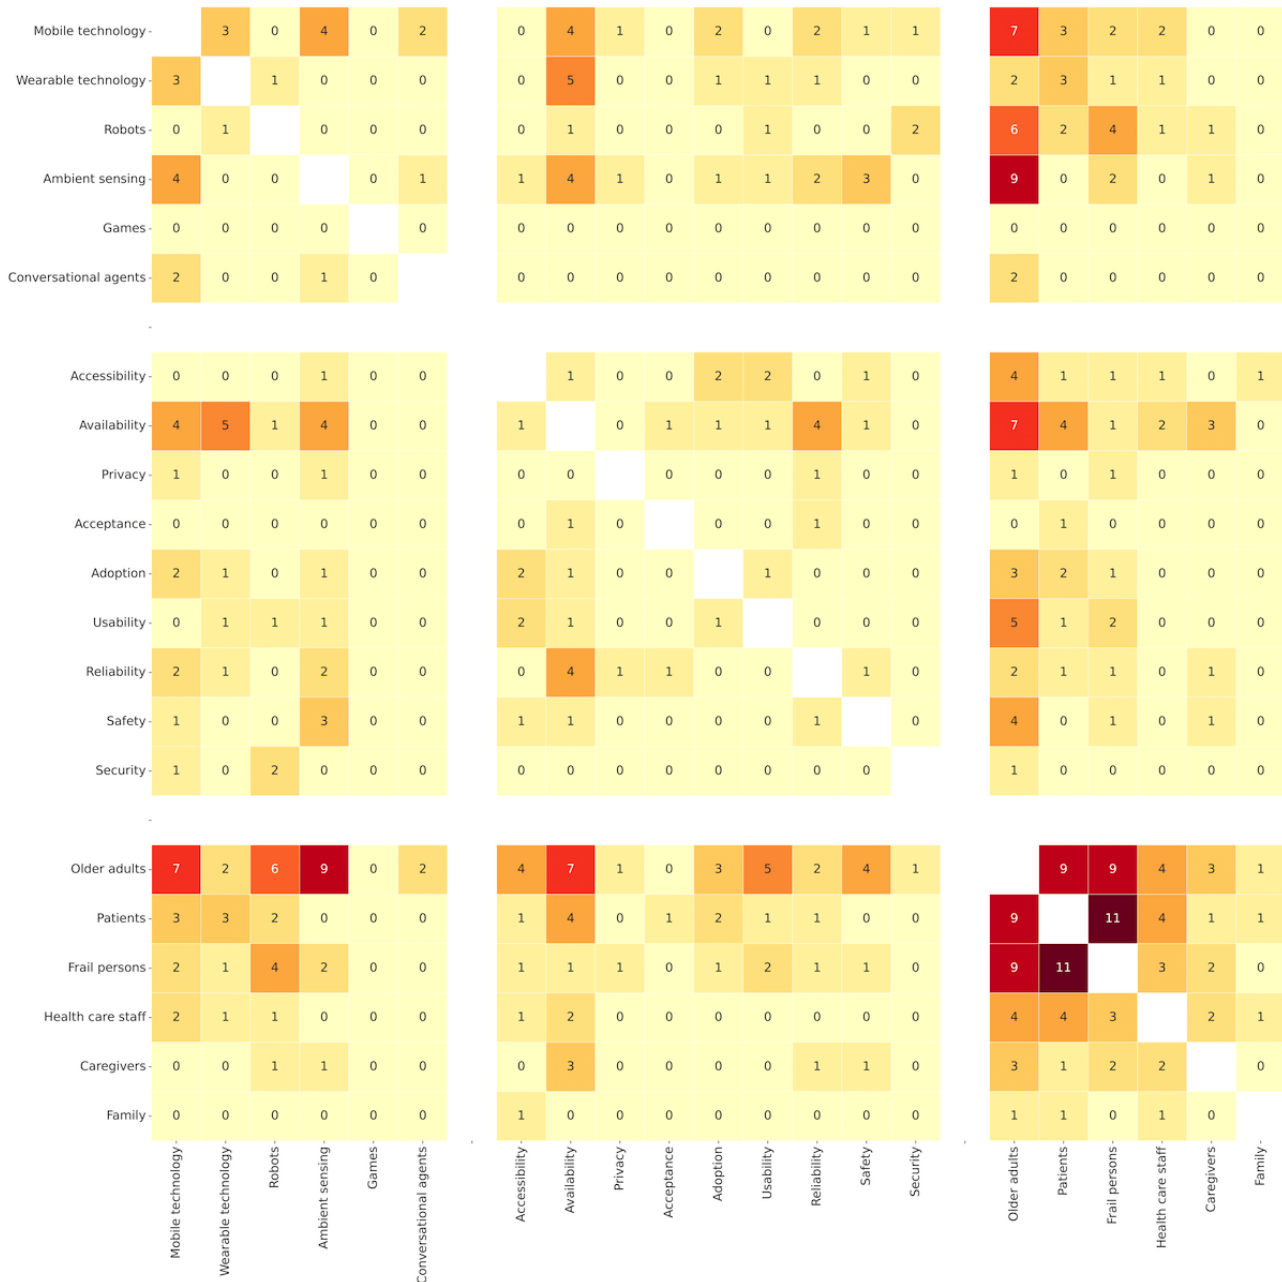 Mobile technology 3 0 4 0 2 0 4 1 0 2 0 2 1 1 7 3 2 2 0 0
Wearable technology 3 1 0 0 0 0 5 0 0 1 1 1 0 0 2 3 1 1 0 0
Robots 0 1 0 0 0 0 1 0 0 0 1 0 0 2 6 2 4 1 1 0
Ambient sensing 4 0 0 0 1 1 4 1 0 1 1 2 3 0 9 0 2 0 1 0
Games 0 0 0 0 0 0 0 0 0 0 0 0 0 0 0 0 0 0 0 0
Conversational agents 2 0 0 1 0 0 0 0 0 0 0 0 0 0 2 0 0 0 0 0
Accessibility 0 0 0 1 0 0 1 0 0 2 2 0 1 0 4 1 1 1 0 1
Availability 4 5 1 4 0 0 1 0 1 1 1 4 1 0 7 4 1 2 3 0
Privacy 1 0 0 1 0 0 0 0 0 0 0 1 0 0 1 0 1 0 0 0
Acceptance 0 0 0 0 0 0 0 1 0 0 0 1 0 0 0 1 0 0 0 0
Adoption 2 1 0 1 0 0 2 1 0 0 1 0 0 0 3 2 1 0 0 0
Usability 0 1 1 1 0 0 2 1 0 0 1 0 0 0 5 1 2 0 0 0
Reliability 2 1 0 2 0 0 0 4 1 1 0 0 1 0 2 1 1 0 1 0
Safety 1 0 0 3 0 0 1 1 0 0 0 0 1 0 4 0 1 0 1 0
Security 1 0 2 0 0 0 0 0 0 0 0 0 0 0 1 0 0 0 0 0
Older adults 7 2 6 9 0 2 4 7 1 0 3 5 2 4 1 9 9 4 3 1
Patients 3 3 2 0 0 0 1 4 0 1 2 1 1 0 0 9 11 4 1 1
Frail persons 2 1 4 2 0 0 1 1 1 0 1 2 1 1 0 9 11 3 2 0
Health care staff 2 1 1 0 0 0 1 2 0 0 0 0 0 0 0 4 4 3 2 1
Caregivers 0 0 1 1 0 0 0 3 0 0 0 0 1 1 0 3 1 2 2 0
Family 0 0 0 0 0 0 1 0 0 0 0 0 0 0 0 1 1 0 1 0
Mobile technology
Wearable technology
Robots
Ambient sensing
Games
Conversational agents
Accessibility
Availability
Privacy
Acceptance
Adoption
Usability
Reliability
Safety
Security
Older adults
Patients
Frail persons
Health care staff
Caregivers
Family